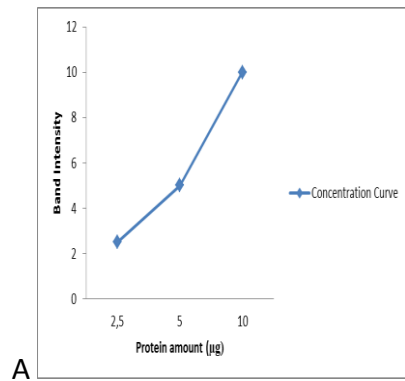 12
10
8
6
4
2
0
Band Intensity
2,5 5 10
Protein amount (µg)
Concentration Curve
A